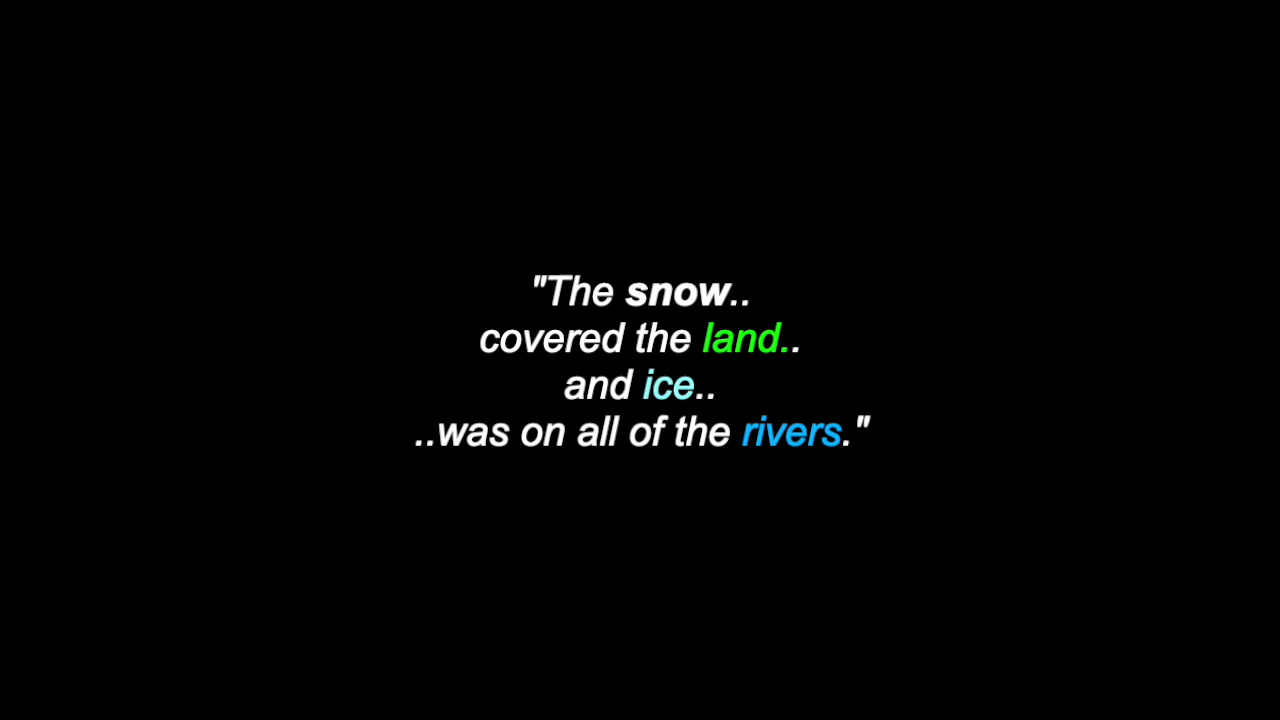 "The snow..
covered the land..
and ice..
..was on all of the rivers."